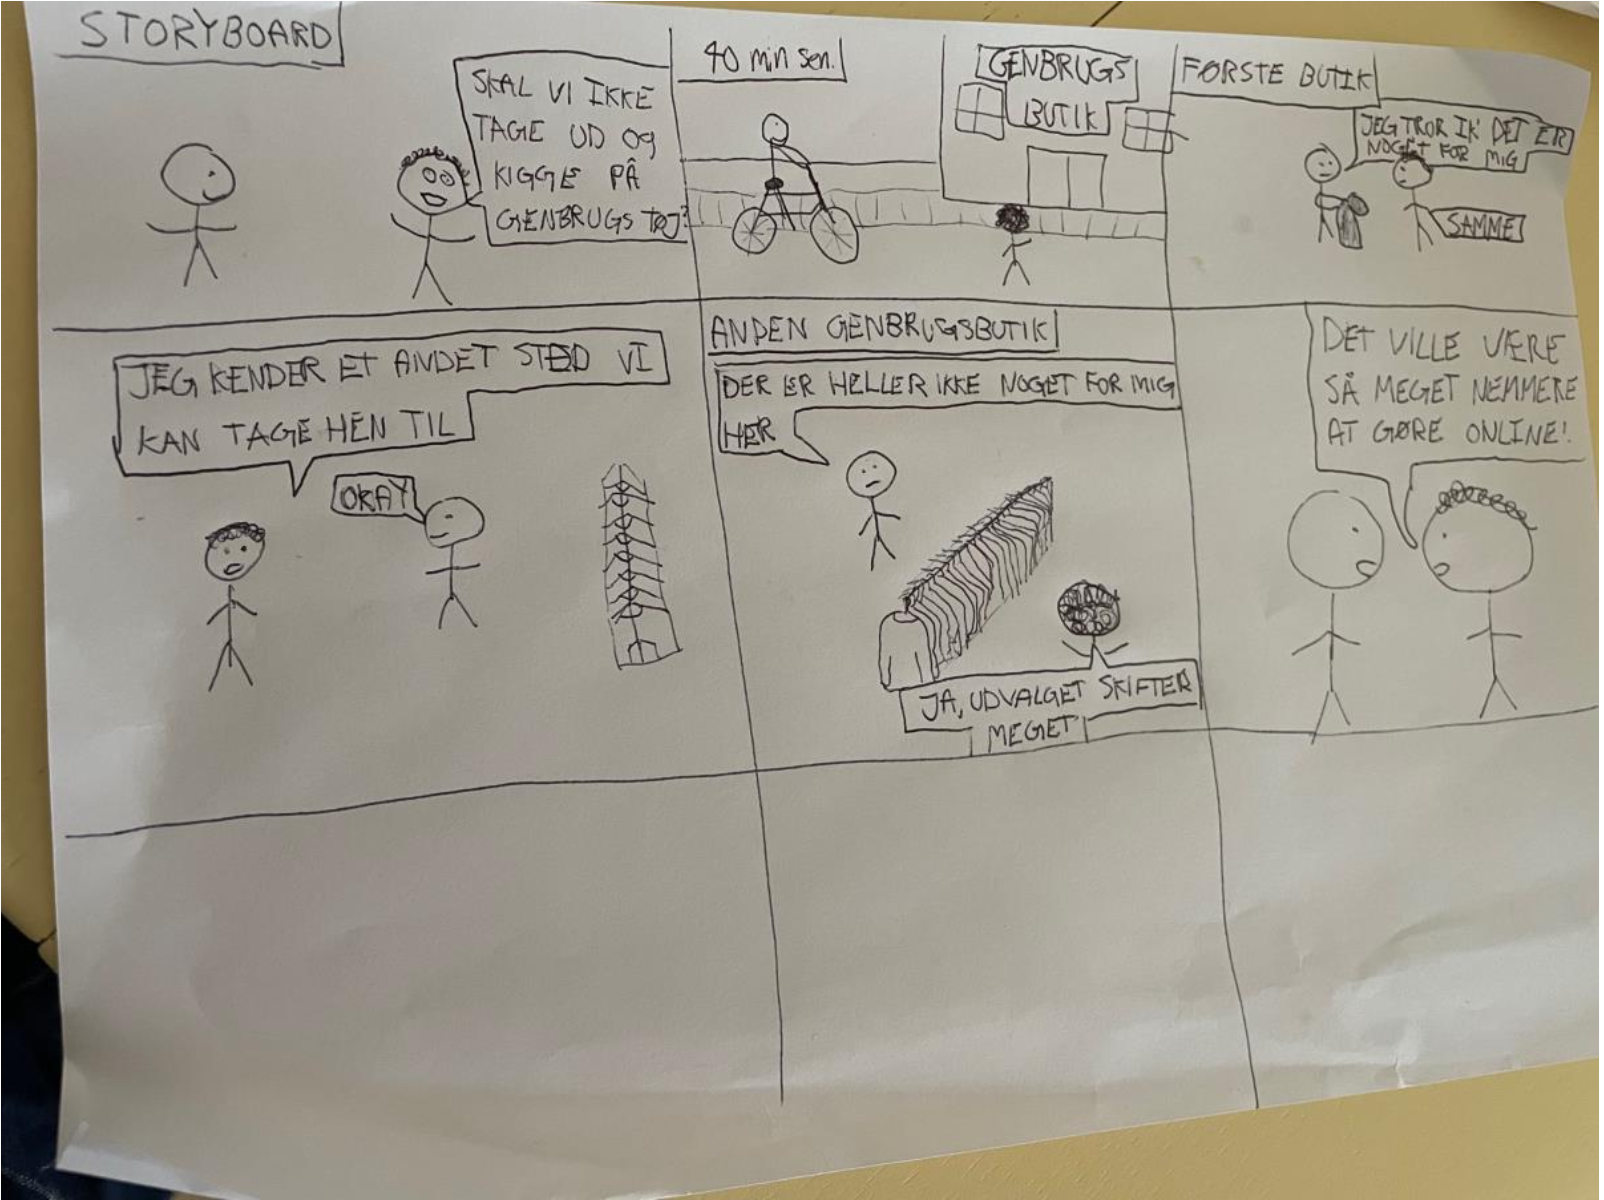 STORYBOARD
SKAL VI IKKE
TAGE UD OG
KIGGE PÅ
GENBRUGS TØJ?
40 min sen.
GENBRUGS
BUTIK
FØRSTE BUTIK
JEG TROR IK' DET ER
NOGET FOR MIG
SAMME
JEG KENDER ET ANDET STED VI
KAN TAGE HEN TIL
OKAY
ANDEN GENBRUGSBUTIK
DER ER HELLER IKKE NOGET FOR MIG
HER
JA, UDVALGET SKIFTER
MEGET
DET VILLE VÆRE
SÅ MEGET NEMMERE
AT GØRE ONLINE!